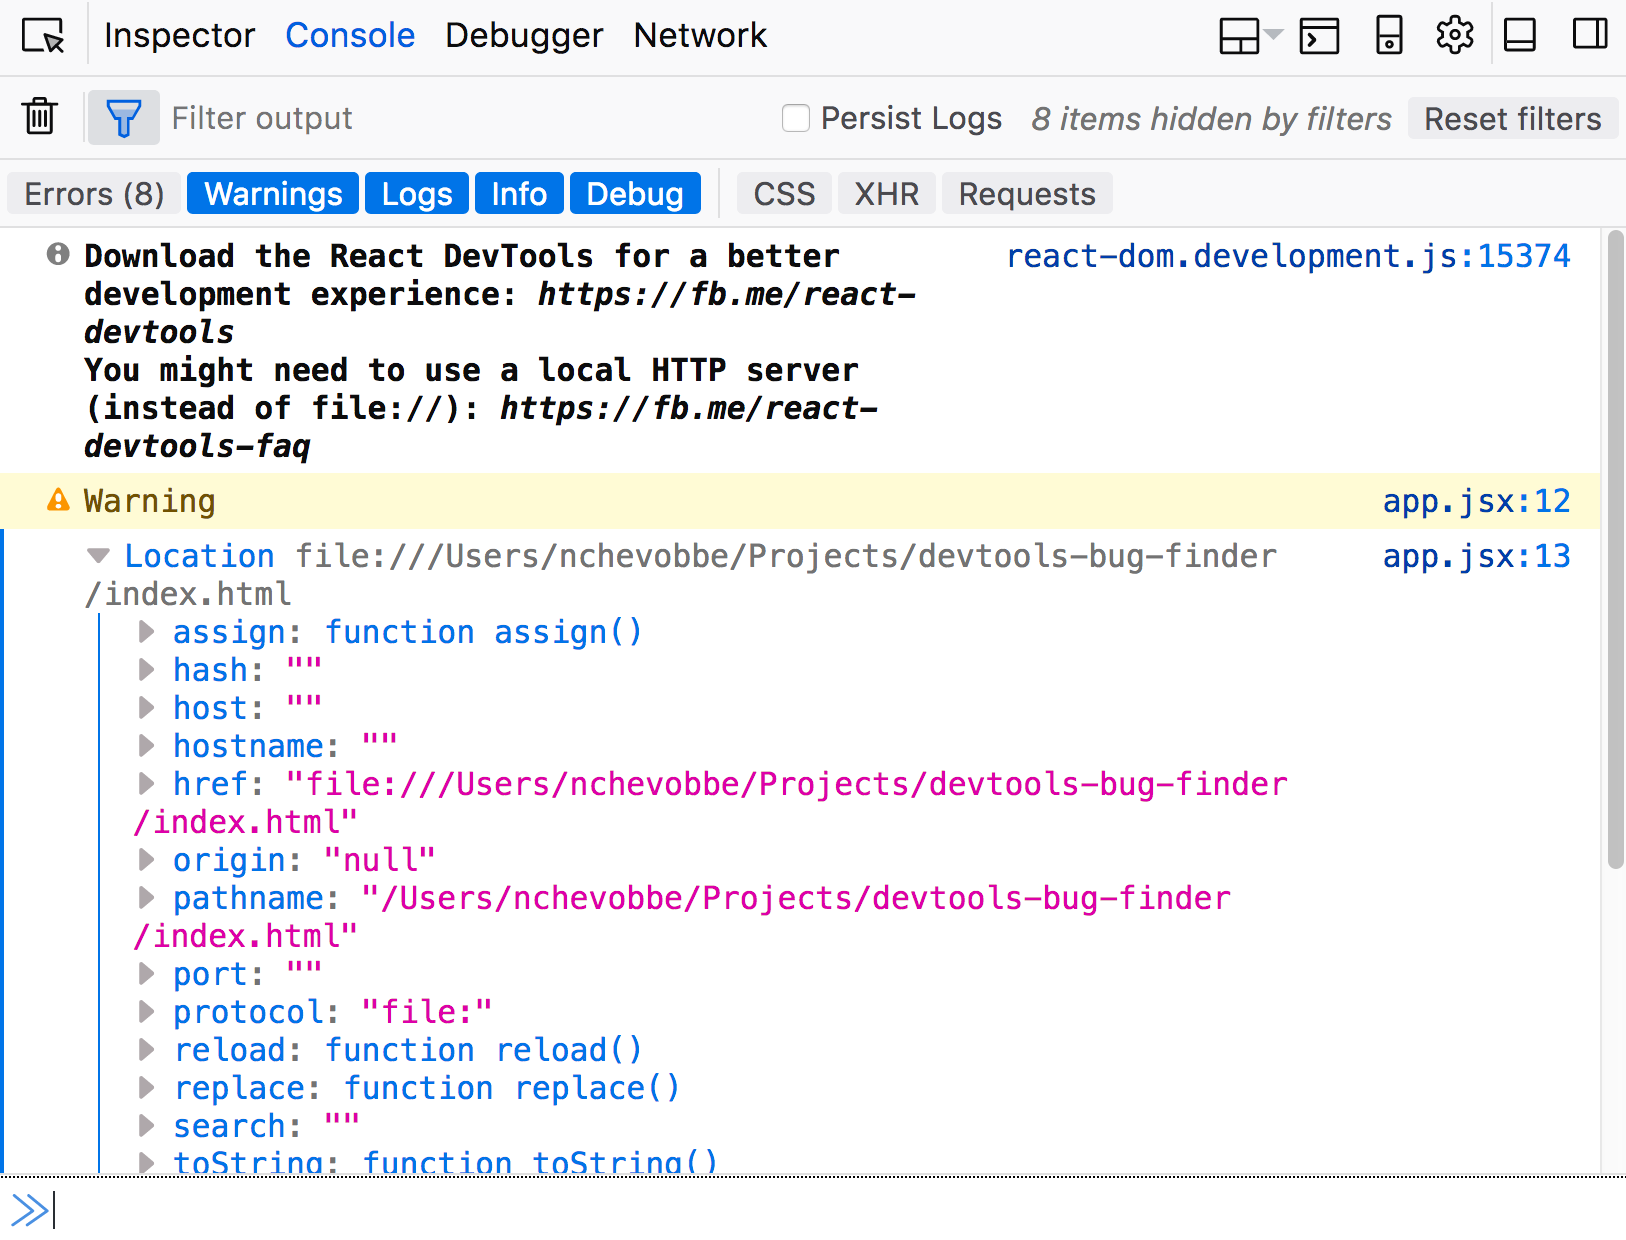 Inspector Console Debugger Network
Filter output Persist Logs 8 items hidden by filters Reset filters
Errors (8) Warnings Logs Info Debug CSS XHR Requests
Download the React DevTools for a better react-dom.development.js:15374
development experience: https://fb.me/react-
devtools
You might need to use a local HTTP server
(instead of file://): https://fb.me/react-
devtools-faq
Warning app.jsx:12
Location file:///Users/nchevobbe/Projects/devtools-bug-finder app.jsx:13
/index.html
assign: function assign()
hash: ""
host: ""
hostname: ""
href: "file:///Users/nchevobbe/Projects/devtools-bug-finder
/index.html"
origin: "null"
pathname: "/Users/nchevobbe/Projects/devtools-bug-finder
/index.html"
port: ""
protocol: "file:"
reload: function reload()
replace: function replace()
search: ""
toString: function toString()